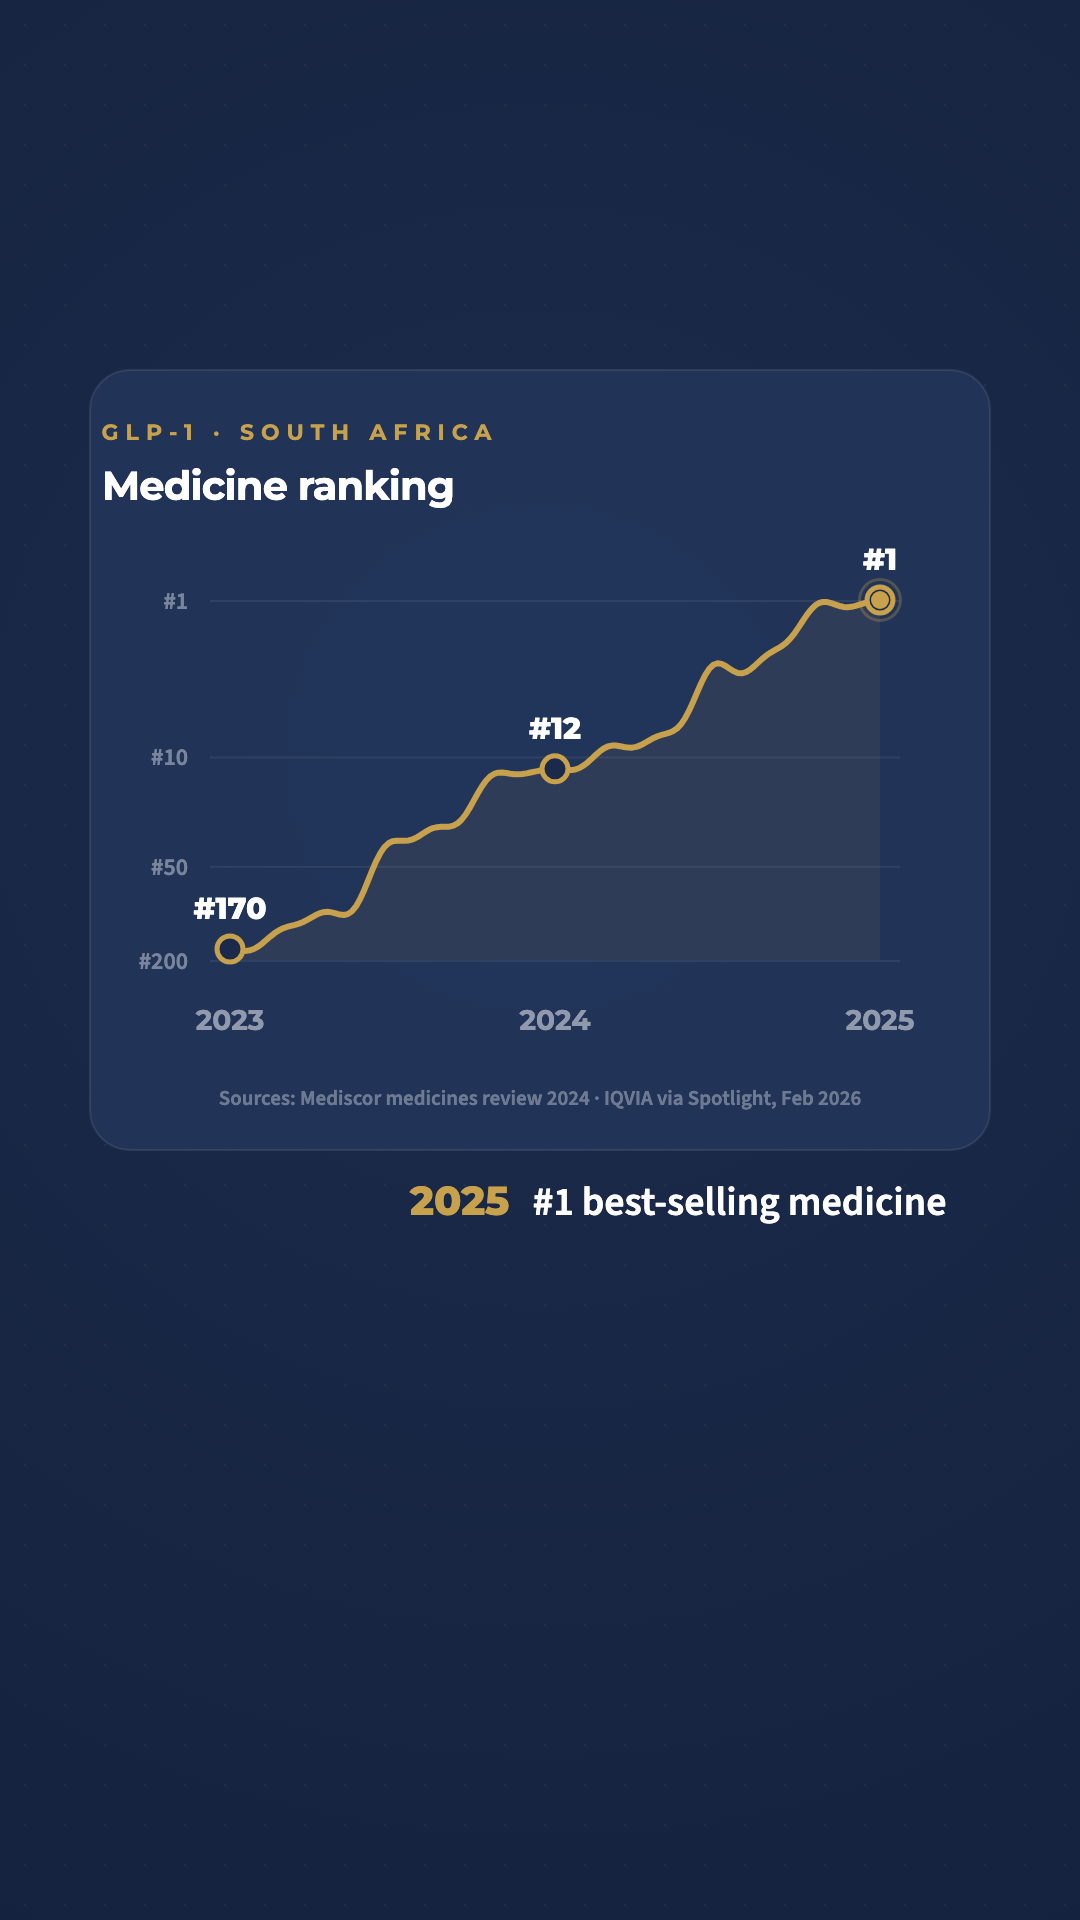 GLP-1 · SOUTH AFRICA
Medicine ranking
#1
#1
#12
#10
#50
#170
#200
2023 2024 2025
Sources: Mediscor medicines review 2024 · IQVIA via Spotlight, Feb 2026
2025 #1 best-selling medicine